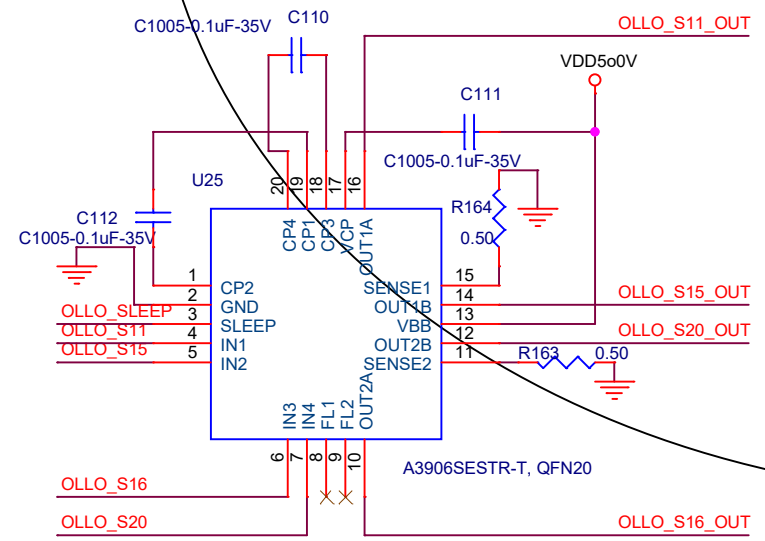 C110
C1005-0.1uF-35V
OLLO_S11_OUT
VDD5o0V
C111
C1005-0.1uF-35V
U25
20
19
18
17
16
CP4
CP1
CP3
VCP
OUT1A
R164
0.50
C112
C1005-0.1uF-35V
1
CP2
2
GND
OLLO_SLEEP
3
SLEEP
OLLO_S11
4
IN1
OLLO_S15
5
IN2
SENSE1
15
OUT1B
14
OLLO_S15_OUT
VBB
13
OUT2B
12
OLLO_S20_OUT
SENSE2
11
R163
0.50
IN3
IN4
FL1
FL2
OUT2A
6
7
8
9
10
A3906SESTR-T, QFN20
OLLO_S16
OLLO_S20
OLLO_S16_OUT